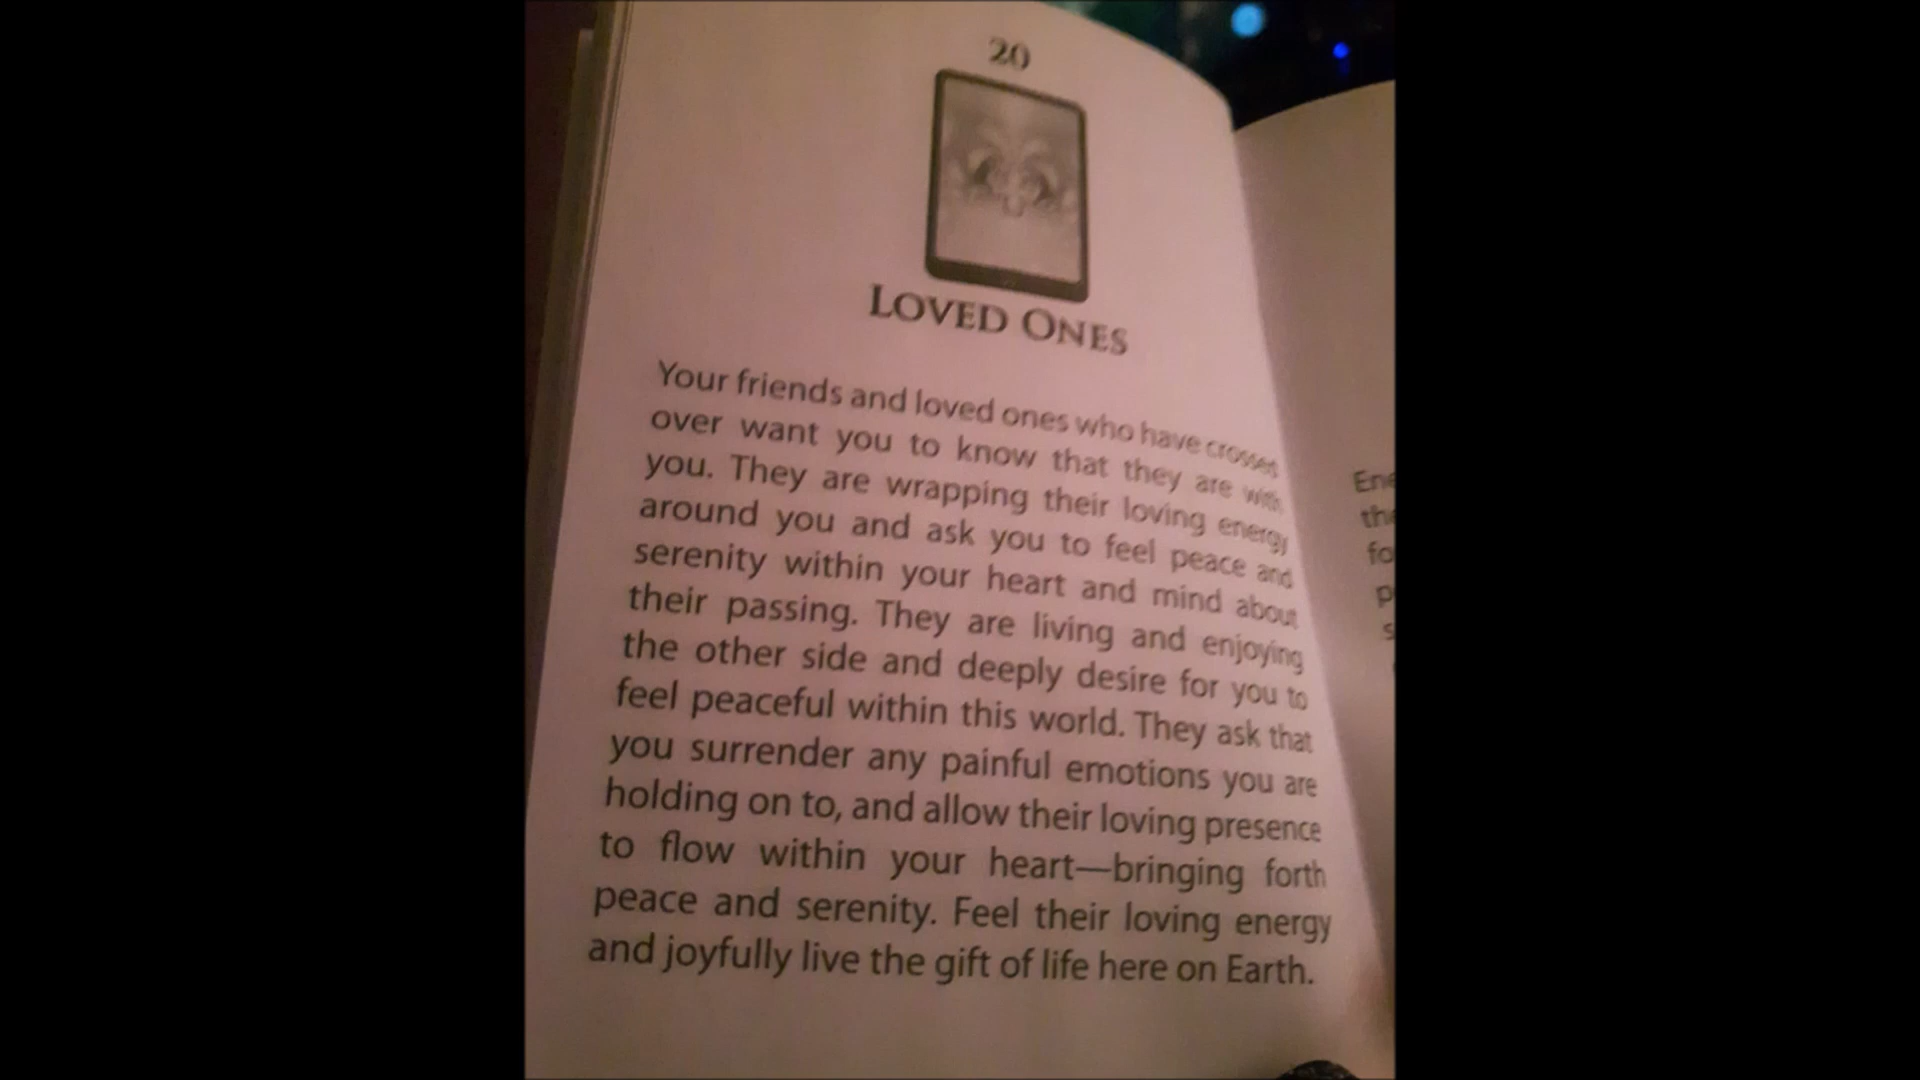 20
LOVED ONES
Your friends and loved ones who have crossed
over want you to know that they are with
you. They are wrapping their loving energy
around you and ask you to feel peace and
serenity within your heart and mind about
their passing. They are living and enjoying
the other side and deeply desire for you to
feel peaceful within this world. They ask that
you surrender any painful emotions you are
holding on to, and allow their loving presence
to flow within your heart—bringing forth
peace and serenity. Feel their loving energy
and joyfully live the gift of life here on Earth.